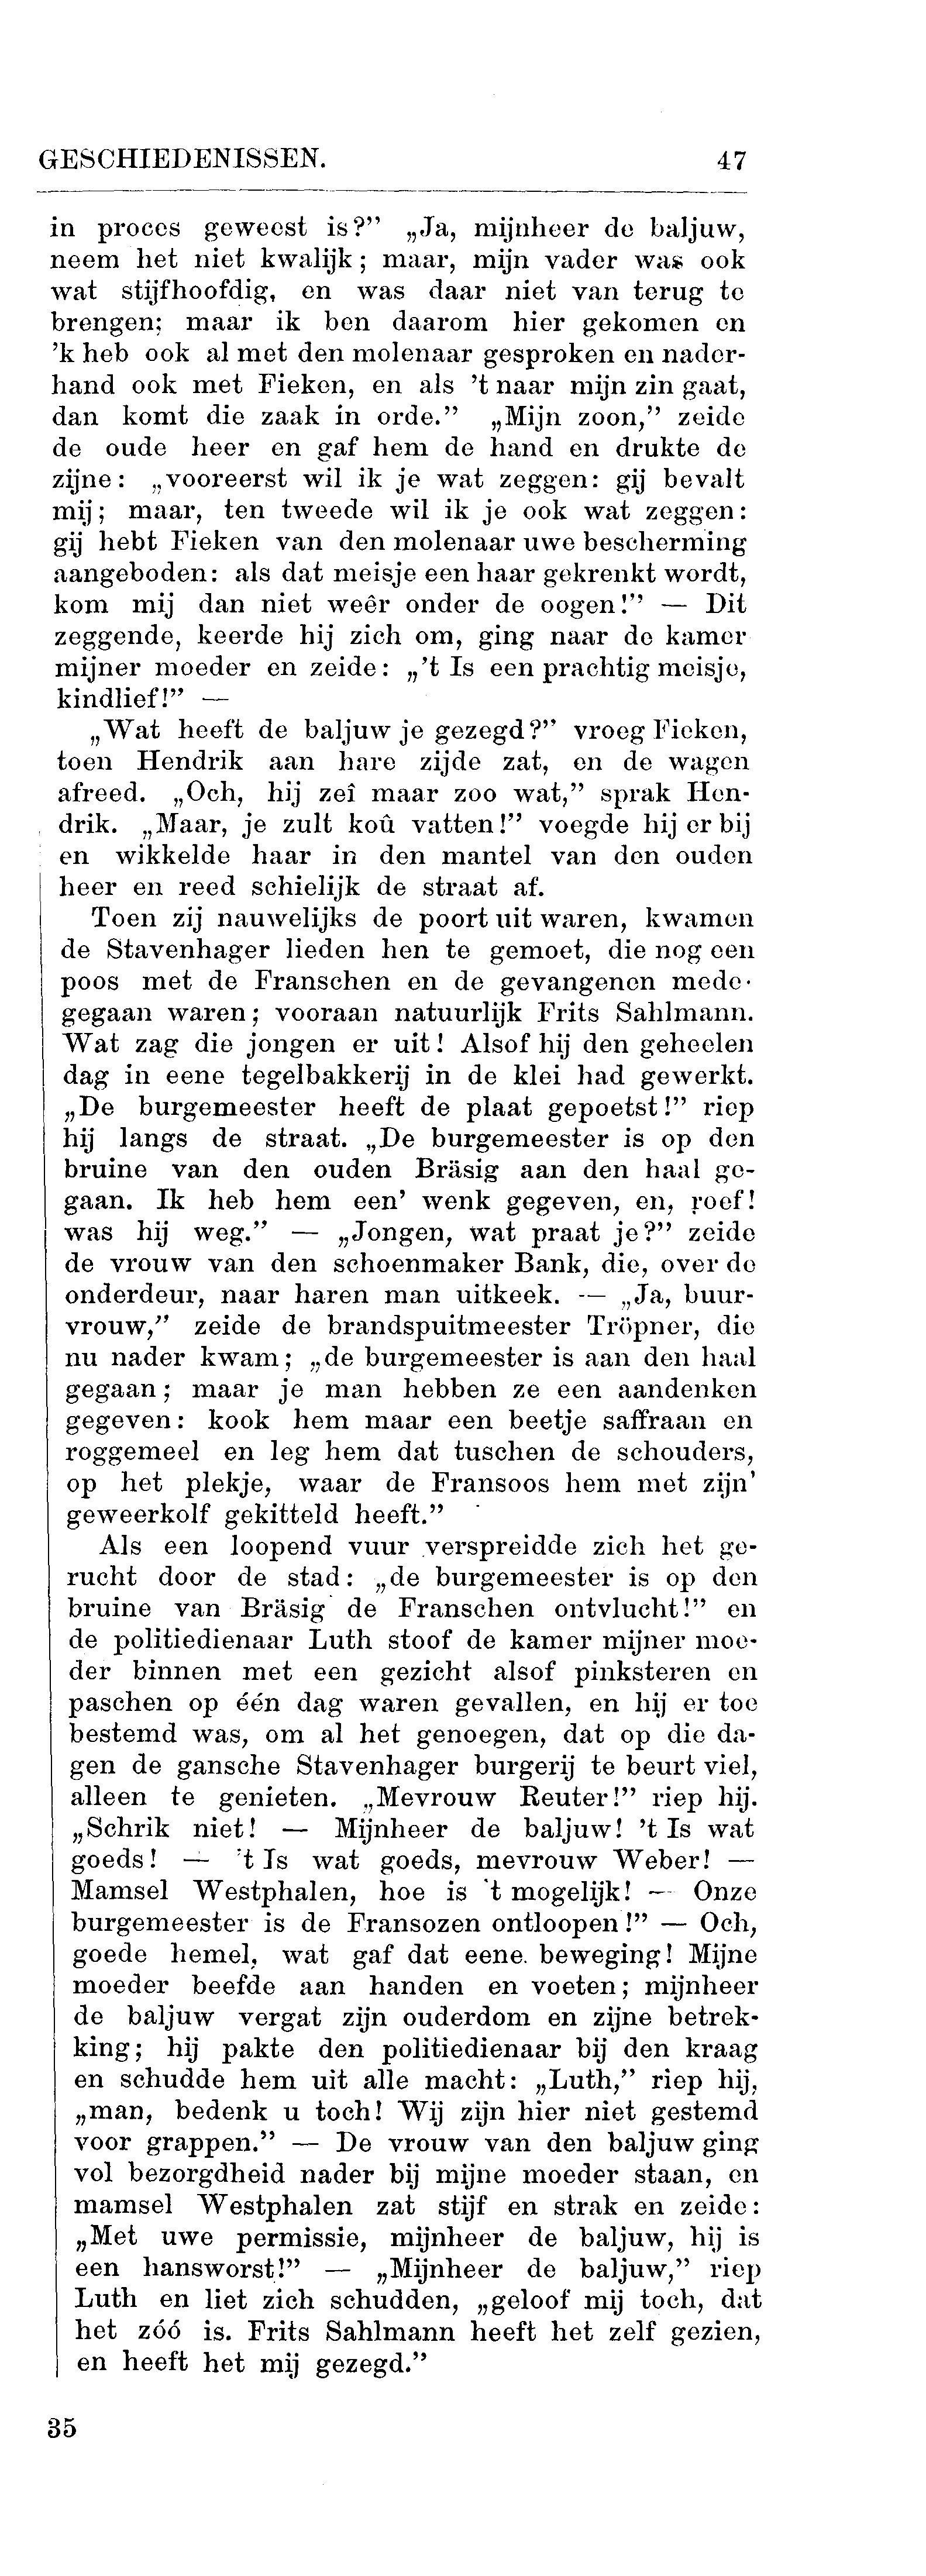 GESCHIEDENISSEN. 47
in proces geweest is?” „Ja, mijnheer de baljuw,
neem het niet kwalijk; maar, mijn vader was ook
wat stijfhoofdig, en was daar niet van terug te
brengen; maar ik ben daarom hier gekomen en
’k heb ook al met den molenaar gesproken en nader-
hand ook met Fieken, en als ’t naar mijn zin gaat,
dan komt die zaak in orde.” „Mijn zoon,” zeide
de oude heer en gaf hem de hand en drukte de
zijne: „vooreerst wil ik je wat zeggen: gij bevalt
mij; maar, ten tweede wil ik je ook wat zeggen:
gij hebt Fieken van den molenaar uwe bescherming
aangeboden: als dat meisje een haar gekrenkt wordt,
kom mij dan niet weêr onder de oogen!” — Dit
zeggende, keerde hij zich om, ging naar de kamer
mijner moeder en zeide: „’t Is een prachtig meisje,
kindlief!” —
„Wat heeft de baljuw je gezegd?” vroeg Fieken,
toen Hendrik aan hare zijde zat, en de wagen
afreed. „Och, hij zeî maar zoo wat,” sprak Hen-
drik. „Maar, je zult koû vatten!” voegde hij er bij
en wikkelde haar in den mantel van den ouden
heer en reed schielijk de straat af.
Toen zij nauwelijks de poort uit waren, kwamen
de Stavenhager lieden hen te gemoet, die nog een
poos met de Franschen en de gevangenen mede-
gegaan waren; vooraan natuurlijk Frits Sahlmann.
Wat zag die jongen er uit! Alsof hij den geheelen
dag in eene tegelbakkerij in de klei had gewerkt.
„De burgemeester heeft de plaat gepoetst!” riep
hij langs de straat. „De burgemeester is op den
bruine van den ouden Bräsig aan den haal ge-
gaan. Ik heb hem een’ wenk gegeven, en, roef!
was hij weg.” — „Jongen, wat praat je?” zeide
de vrouw van den schoenmaker Bank, die, over de
onderdeur, naar haren man uitkeek. — „Ja, buur-
vrouw,” zeide de brandspuitmeester Tröpner, die
nu nader kwam; „de burgemeester is aan den haal
gegaan; maar je man hebben ze een aandenken
gegeven: kook hem maar een beetje saffraan en
roggemeel en leg hem dat tuschen de schouders,
op het plekje, waar de Fransoos hem met zijn’
geweerkolf gekitteld heeft.”
Als een loopend vuur verspreidde zich het ge-
rucht door de stad: „de burgemeester is op den
bruine van Bräsig de Franschen ontvlucht!” en
de politiedienaar Luth stoof de kamer mijner moe-
der binnen met een gezicht alsof pinksteren en
paschen op één dag waren gevallen, en hij er toe
bestemd was, om al het genoegen, dat op die da-
gen de gansche Stavenhager burgerij te beurt viel,
alleen te genieten. „Mevrouw Reuter!” riep hij.
„Schrik niet! — Mijnheer de baljuw! ’t Is wat
goeds! — ’t Is wat goeds, mevrouw Weber! —
Mamsel Westphalen, hoe is ’t mogelijk! — Onze
burgemeester is de Fransozen ontloopen!” — Och,
goede hemel, wat gaf dat eene beweging! Mijne
moeder beefde aan handen en voeten; mijnheer
de baljuw vergat zijn ouderdom en zijne betrek-
king; hij pakte den politiedienaar bij den kraag
en schudde hem uit alle macht: „Luth,” riep hij,
„man, bedenk u toch! Wij zijn hier niet gestemd
voor grappen.” — De vrouw van den baljuw ging
vol bezorgdheid nader bij mijne moeder staan, en
mamsel Westphalen zat stijf en strak en zeide:
„Met uwe permissie, mijnheer de baljuw, hij is
een hansworst!” — „Mijnheer de baljuw,” riep
Luth en liet zich schudden, „geloof mij toch, dat
het zóó is. Frits Sahlmann heeft het zelf gezien,
en heeft het mij gezegd.”
35